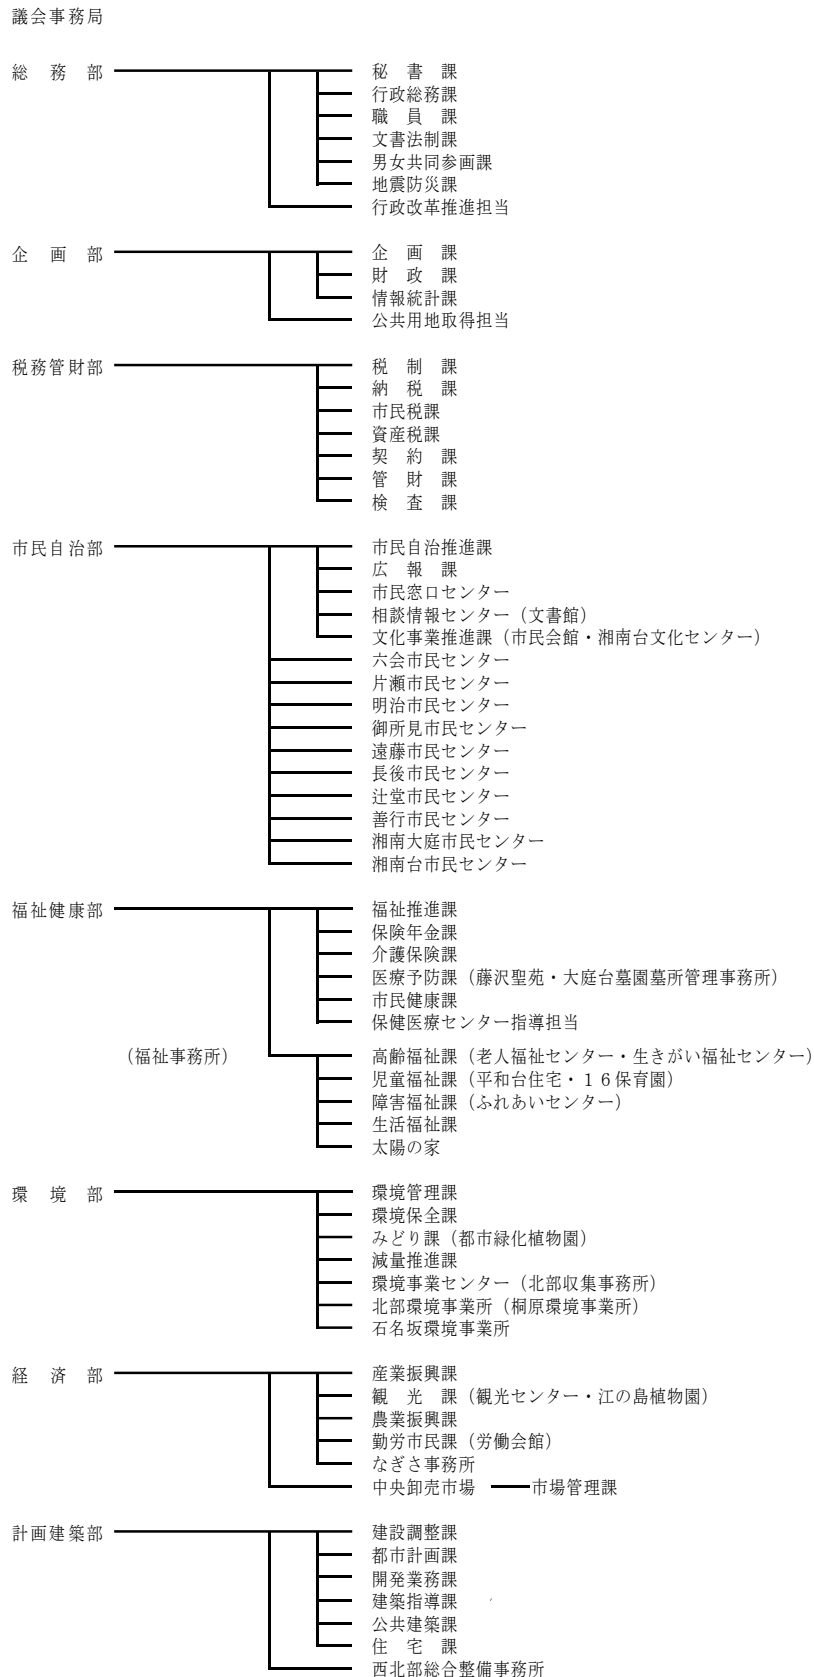 議会事務局
総　務　部　秘　書　課
行政総務課
職　員　課
文書法制課
男女共同参画課
地震防災課
行政改革推進担当
企　画　部　企　画　課
財　政　課
情報統計課
公共用地取得担当
税務管財部　税　制　課
納　税　課
市民税課
資産税課
契　約　課
管　財　課
検　査　課
市民自治部　市民自治推進課
広　報　課
市民窓口センター
相談情報センター（文書館）
文化事業推進課（市民会館・湘南台文化センター）
六会市民センター
片瀬市民センター
明治市民センター
御所見市民センター
遠藤市民センター
長後市民センター
辻堂市民センター
善行市民センター
湘南大庭市民センター
湘南台市民センター
福祉健康部　福祉推進課
保険年金課
介護保険課
医療予防課（藤沢聖苑・大庭台墓園墓所管理事務所）
市民健康課
保健医療センター指導担当
（福祉事務所）　高齢福祉課（老人福祉センター・生きがい福祉センター）
児童福祉課（平和台住宅・１６保育園）
障害福祉課（ふれあいセンター）
生活福祉課
太陽の家
環　境　部　環境管理課
環境保全課
みどり課（都市緑化植物園）
減量推進課
環境事業センター（北部収集事務所）
北部環境事業所（桐原環境事業所）
石名坂環境事業所
経　済　部　産業振興課
観　光　課（観光センター・江の島植物園）
農業振興課
勤労市民課（労働会館）
なぎさ事務所
中央卸売市場　市場管理課
計画建築部　建設調整課
都市計画課
開発業務課
建築指導課
公共建築課
住　宅　課
西北部総合整備事務所